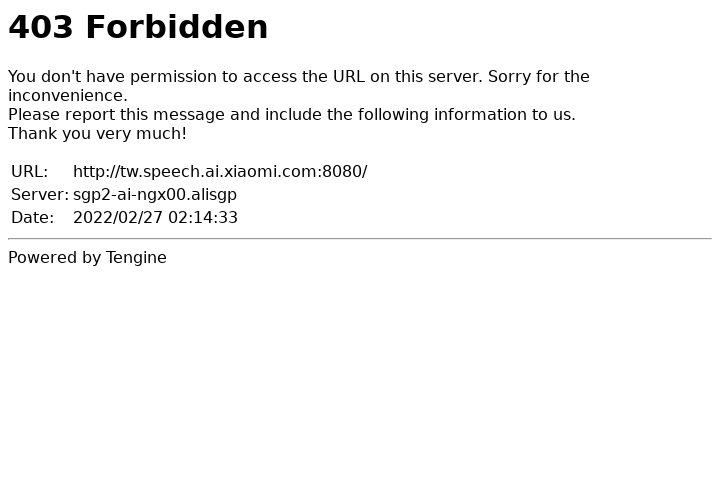 403 Forbidden
You don't have permission to access the URL on this server. Sorry for the
inconvenience.
Please report this message and include the following information to us.
Thank you very much!
URL: http://tw.speech.ai.xiaomi.com:8080/
Server: sgp2-ai-ngx00.alisgp
Date: 2022/02/27 02:14:33
Powered by Tengine